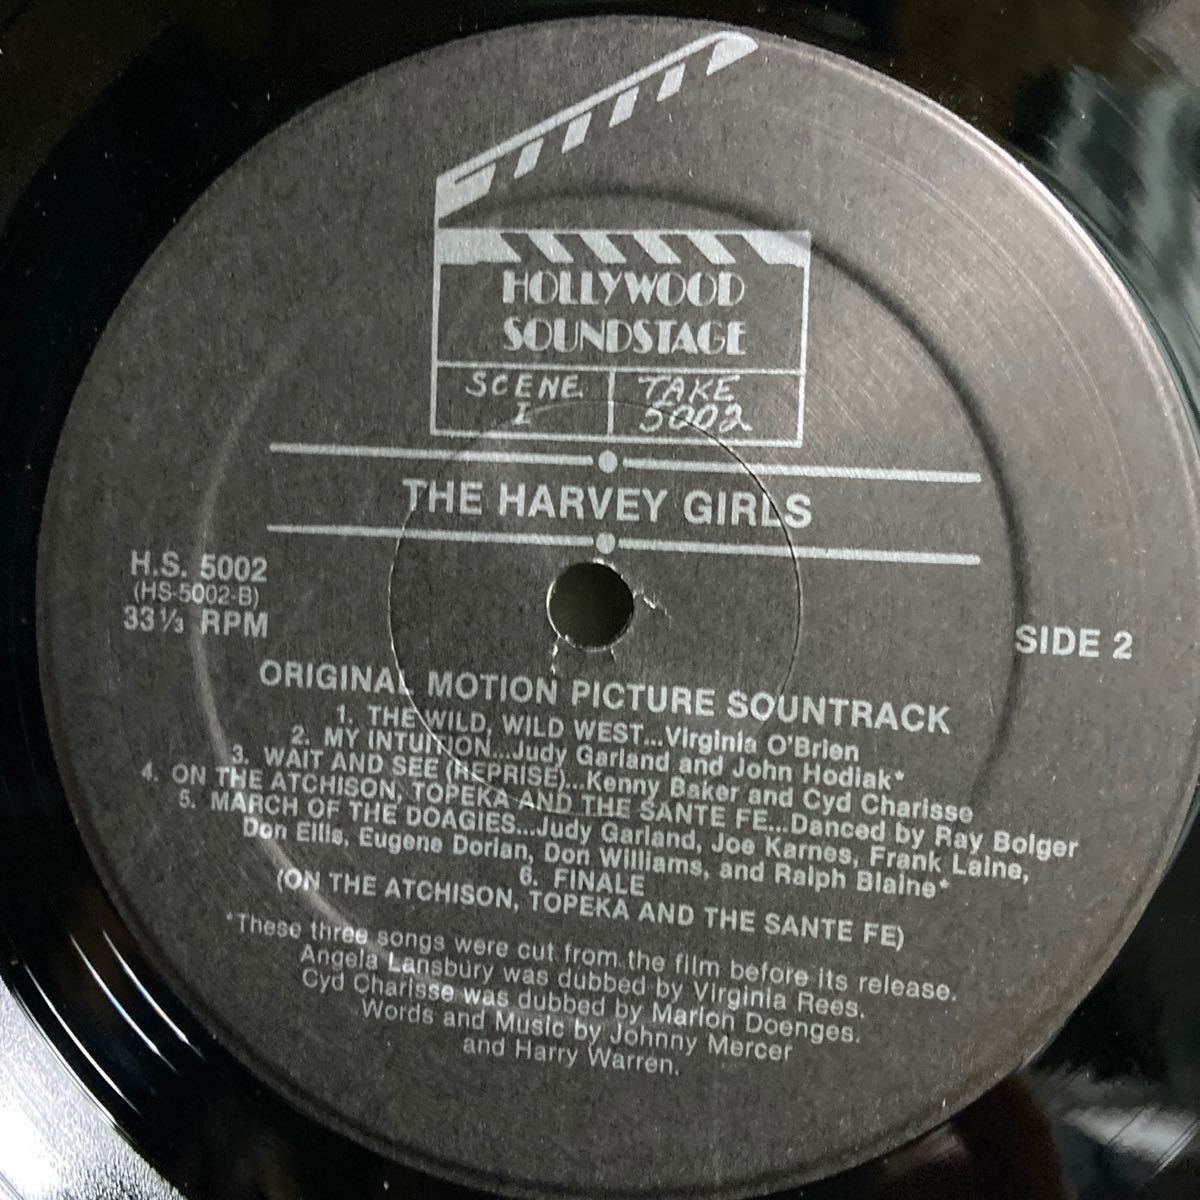 HOLLYWOOD
SOUNDSTAGE
SCENE TAKE
I 5002
THE HARVEY GIRLS
H.S. 5002
(HS-5002-B)
33 1/3 RPM
SIDE 2
ORIGINAL MOTION PICTURE SOUNTRACK
1. THE WILD, WILD WEST...Virginia O'Brien
2. MY INTUITION...Judy Garland and John Hodiak*
3. WAIT AND SEE (REPRISE)...Kenny Baker and Cyd Charisse
4. ON THE ATCHISON, TOPEKA AND THE SANTE FE...Danced by Ray Bolger
5. MARCH OF THE DOAGIES...Judy Garland, Joe Karnes, Frank Laine,
Don Ellis, Eugene Dorian, Don Williams, and Ralph Blaine*
6. FINALE
(ON THE ATCHISON, TOPEKA AND THE SANTE FE)
*These three songs were cut from the film before its release.
Angela Lansbury was dubbed by Virginia Rees.
Cyd Charisse was dubbed by Marion Doenges.
Words and Music by Johnny Mercer
and Harry Warren.